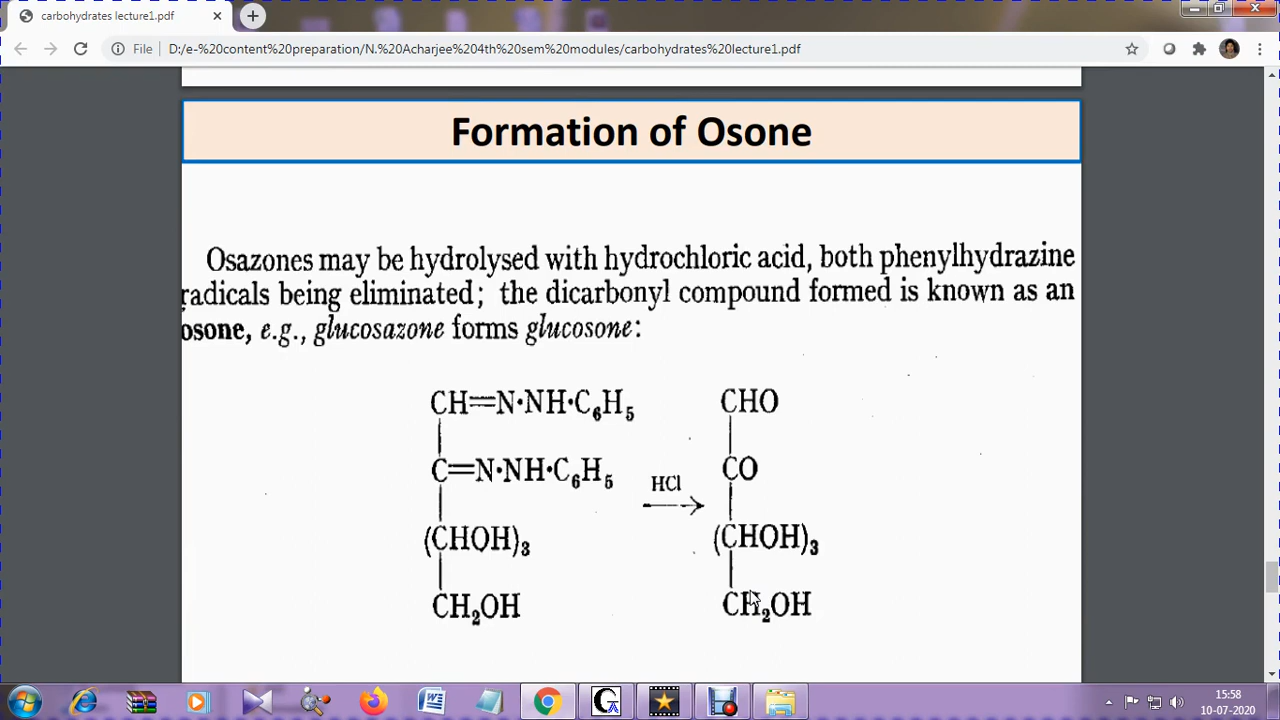 carbohydrates lecture1.pdf
File
D:/e-%20content%20preparation/N.%20Acharjee%204th%20sem%20modules/carbohydrates%20lecture1.pdf
Formation of Osone
Osazones may be hydrolysed with hydrochloric acid, both phenylhydrazine
radicals being eliminated; the dicarbonyl compound formed is known as an
osone, e.g., glucosazone forms glucosone:
CH=N·NH·C₆H₅ CHO
C=N·NH·C₆H₅ CO
HCl
(CHOH)₃ (CHOH)₃
CH₂OH CH₂OH
15:58
10-07-2020